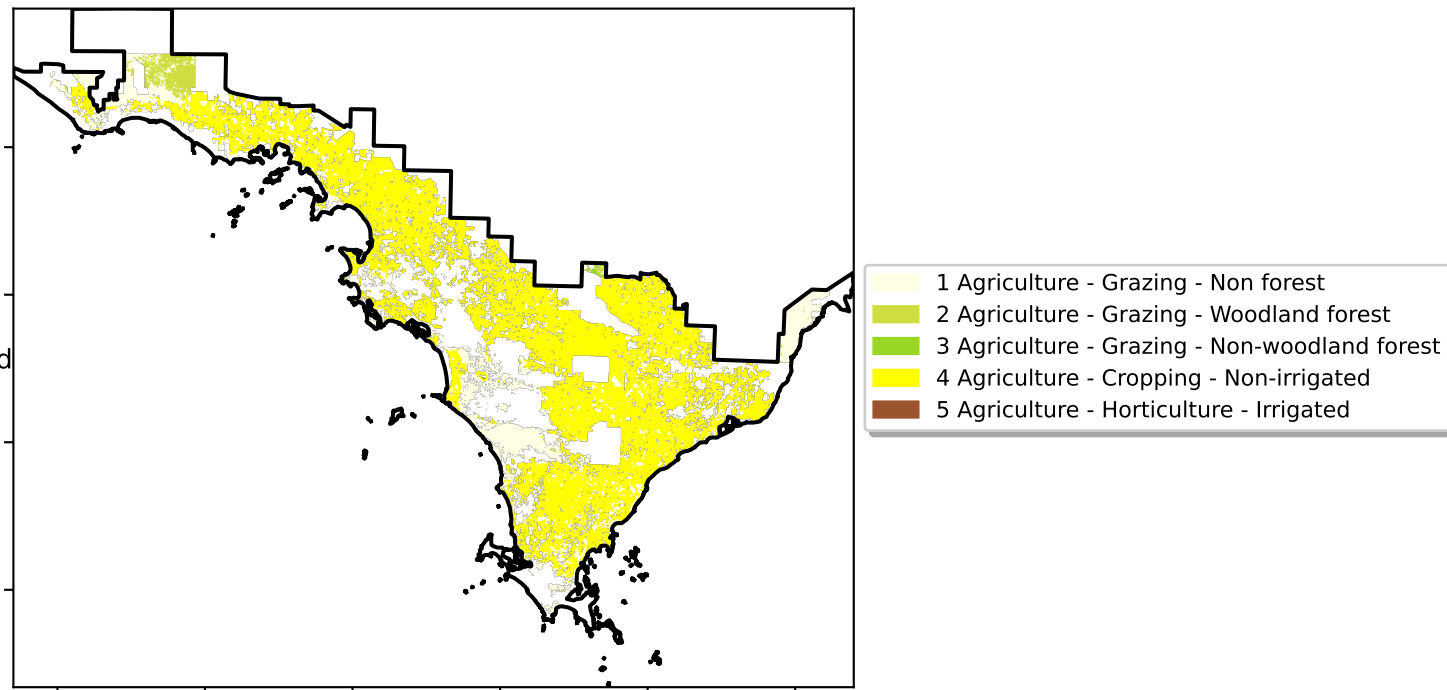 1 Agriculture - Grazing - Non forest
2 Agriculture - Grazing - Woodland forest
3 Agriculture - Grazing - Non-woodland forest
4 Agriculture - Cropping - Non-irrigated
5 Agriculture - Horticulture - Irrigated
d